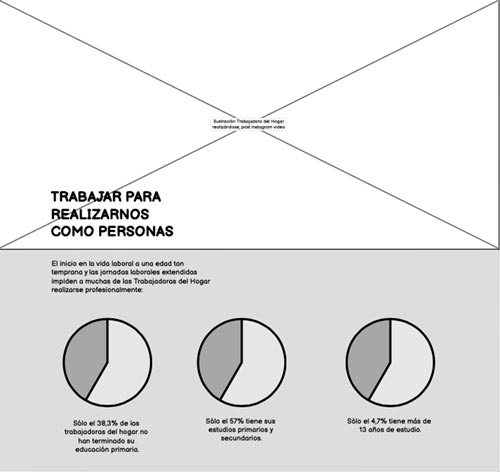 Ilustración Trabajadora del Hogar
realizándose, post instagram video
TRABAJAR PARA
REALIZARNOS
COMO PERSONAS
El inicio en la vida laboral a una edad tan
temprana y las jornadas laborales extendidas
impiden a muchas de las Trabajadoras del Hogar
realizarse profesionalmente:
Sólo el 38,3% de las
trabajadoras del hogar no
han terminado su
educación primaria.
Sólo el 57% tiene sus
estudios primarios y
secundarios.
Sólo el 4,7% tiene más de
13 años de estudio.